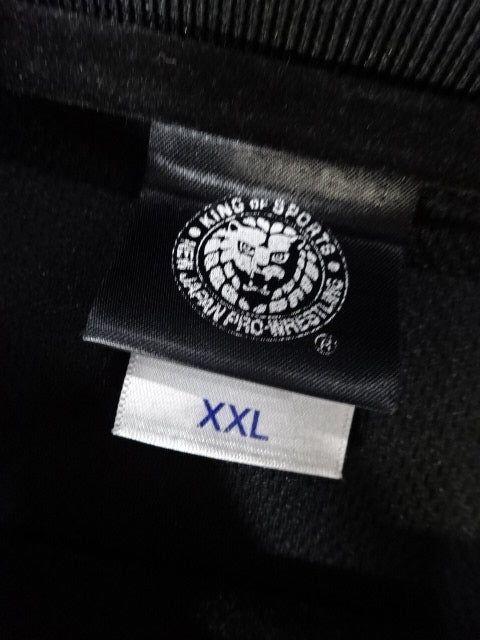 KING OF SPORTS
NEW JAPAN PRO-WRESTLING
®
XXL